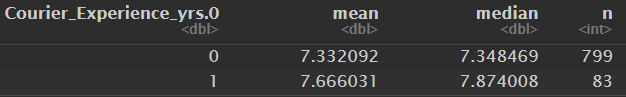 Courier_Experience_yrs.0 mean median n
<dbl> <dbl> <dbl> <int>
0 7.332092 7.348469 799
1 7.666031 7.874008 83